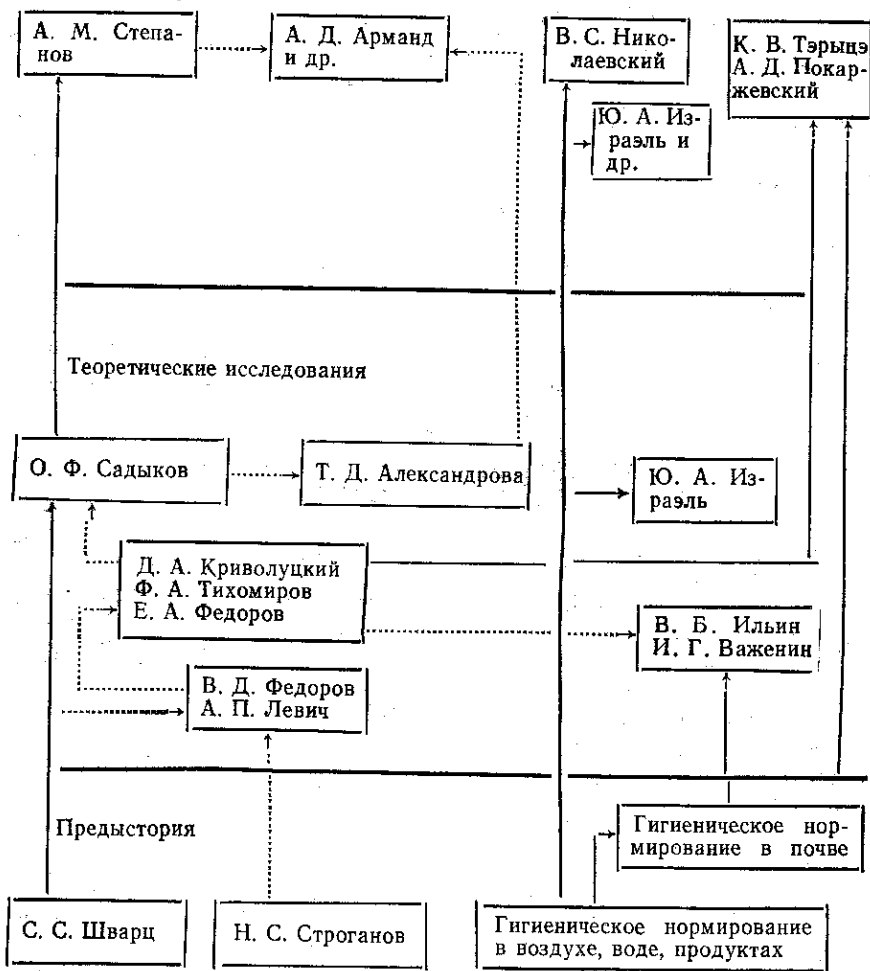 А. М. Степа-
нов
А. Д. Арманд
и др.
В. С. Нико-
лаевский
К. В. Тэрыцэ
А. Д. Покар-
жевский
Ю. А. Из-
раэль и
др.
Теоретические исследования
О. Ф. Садыков
Т. Д. Александрова
Ю. А. Из-
раэль
Д. А. Криволуцкий
Ф. А. Тихомиров
Е. А. Федоров
В. Б. Ильин
И. Г. Важенин
В. Д. Федоров
А. П. Левич
Предыстория
Гигиеническое нор-
мирование в почве
С. С. Шварц
Н. С. Строганов
Гигиеническое нормирование
в воздухе, воде, продуктах